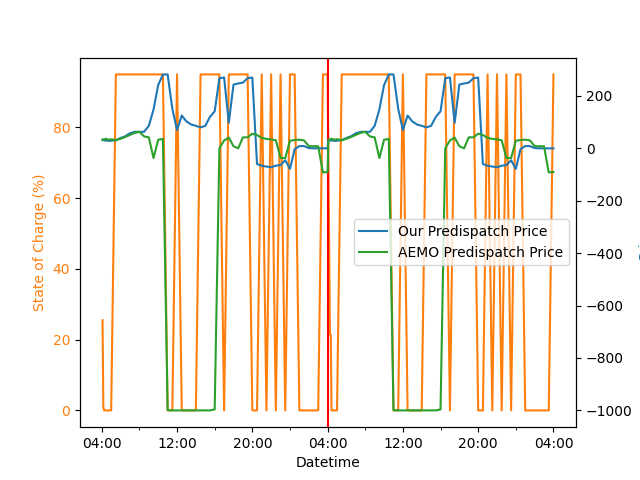 State of Charge (%)
80
60
40
20
0
200
0
−200
−400
−600
−800
−1000
Our Predispatch Price
AEMO Predispatch Price
04:00 12:00 20:00 04:00 12:00 20:00 04:00
Datetime